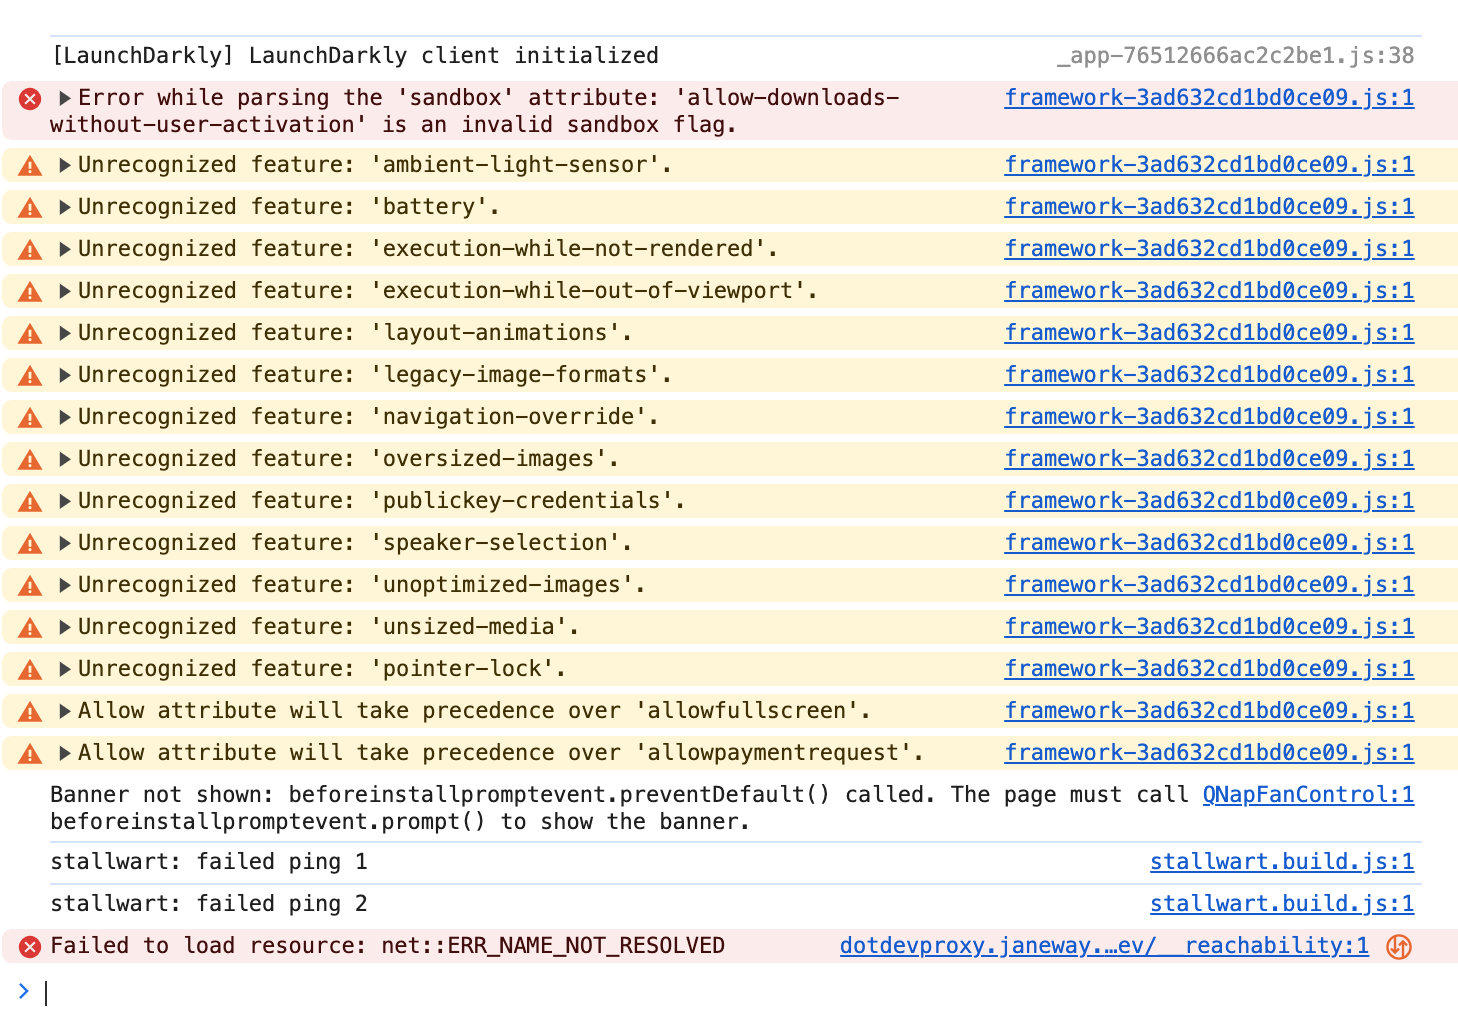 [LaunchDarkly] LaunchDarkly client initialized _app-76512666ac2c2be1.js:38
Error while parsing the 'sandbox' attribute: 'allow-downloads- framework-3ad632cd1bd0ce09.js:1
without-user-activation' is an invalid sandbox flag.
Unrecognized feature: 'ambient-light-sensor'. framework-3ad632cd1bd0ce09.js:1
Unrecognized feature: 'battery'. framework-3ad632cd1bd0ce09.js:1
Unrecognized feature: 'execution-while-not-rendered'. framework-3ad632cd1bd0ce09.js:1
Unrecognized feature: 'execution-while-out-of-viewport'. framework-3ad632cd1bd0ce09.js:1
Unrecognized feature: 'layout-animations'. framework-3ad632cd1bd0ce09.js:1
Unrecognized feature: 'legacy-image-formats'. framework-3ad632cd1bd0ce09.js:1
Unrecognized feature: 'navigation-override'. framework-3ad632cd1bd0ce09.js:1
Unrecognized feature: 'oversized-images'. framework-3ad632cd1bd0ce09.js:1
Unrecognized feature: 'publickey-credentials'. framework-3ad632cd1bd0ce09.js:1
Unrecognized feature: 'speaker-selection'. framework-3ad632cd1bd0ce09.js:1
Unrecognized feature: 'unoptimized-images'. framework-3ad632cd1bd0ce09.js:1
Unrecognized feature: 'unsized-media'. framework-3ad632cd1bd0ce09.js:1
Unrecognized feature: 'pointer-lock'. framework-3ad632cd1bd0ce09.js:1
Allow attribute will take precedence over 'allowfullscreen'. framework-3ad632cd1bd0ce09.js:1
Allow attribute will take precedence over 'allowpaymentrequest'. framework-3ad632cd1bd0ce09.js:1
Banner not shown: beforeinstallpromptevent.preventDefault() called. The page must call QNapFanControl:1
beforeinstallpromptevent.prompt() to show the banner.
stallwart: failed ping 1 stallwart.build.js:1
stallwart: failed ping 2 stallwart.build.js:1
Failed to load resource: net::ERR_NAME_NOT_RESOLVED dotdevproxy.janeway.…ev/__reachability:1